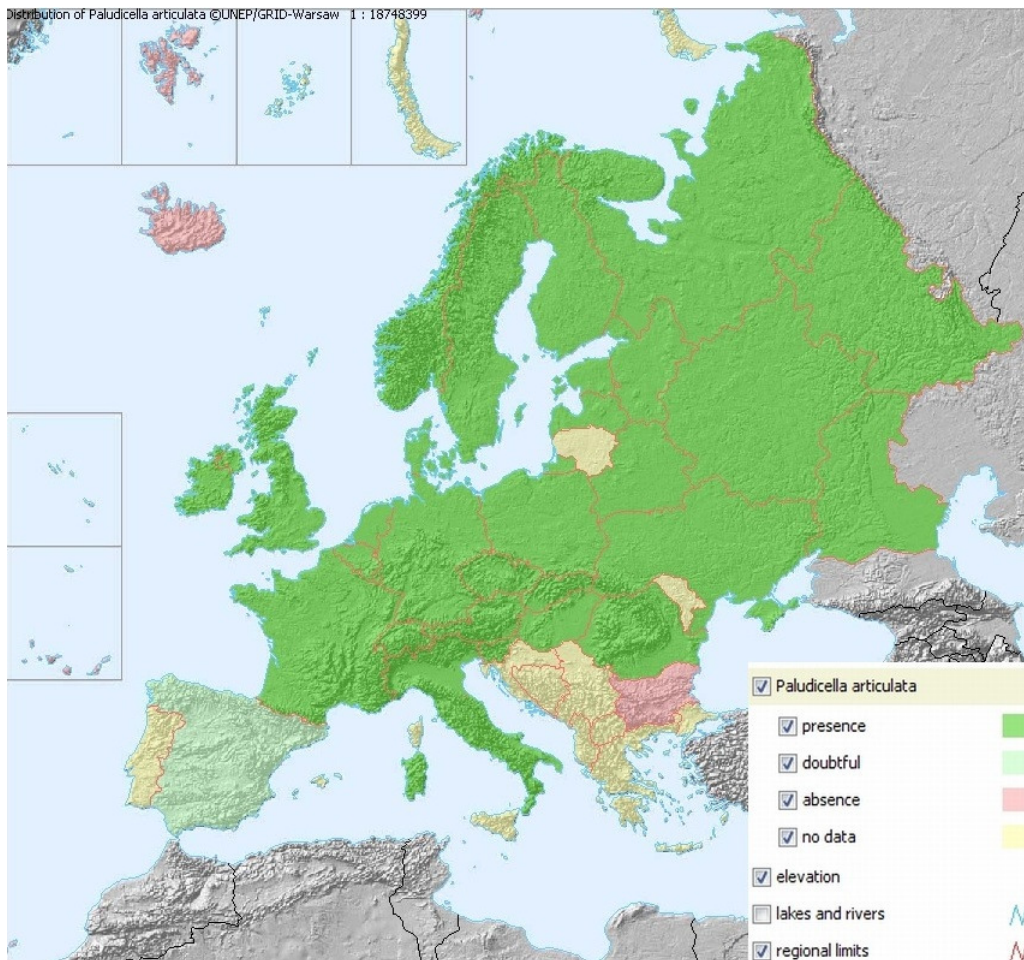 Distribution of Paludicella articulata ©UNEP/GRID-Warsaw 1 : 18748399
Paludicella articulata
presence
doubtful
absence
no data
elevation
lakes and rivers
regional limits